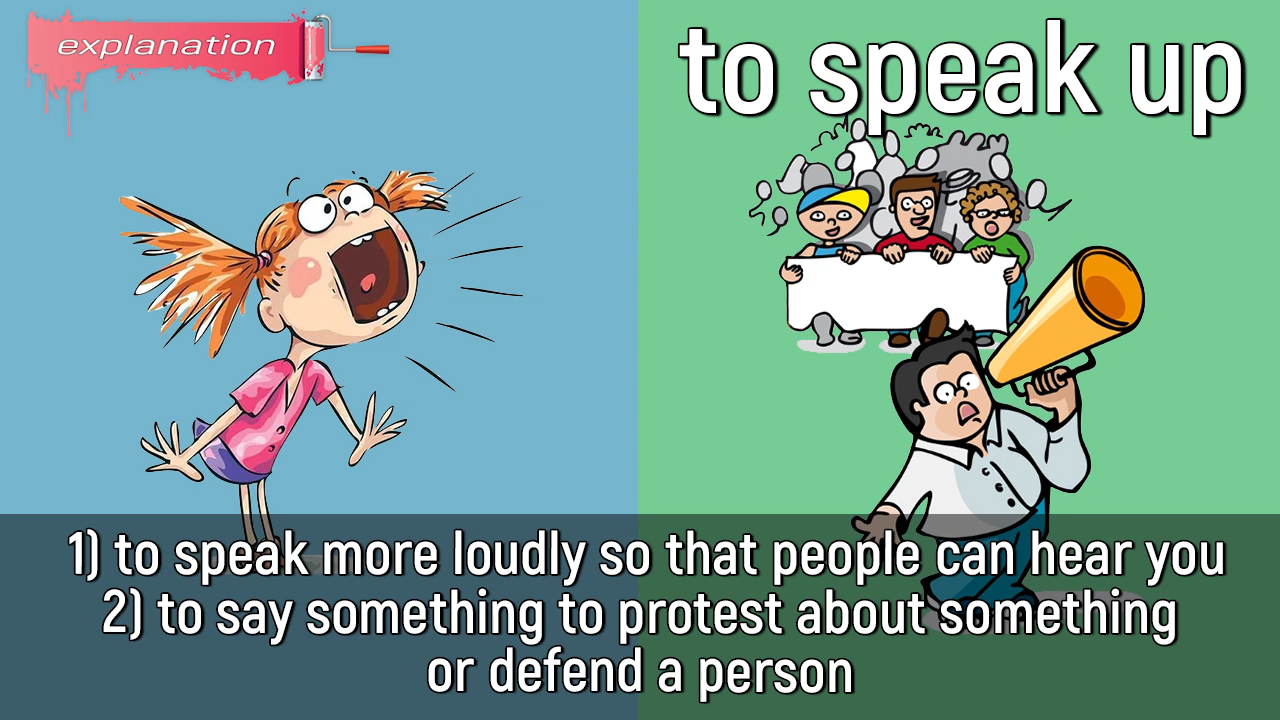 explanation
to speak up
1) to speak more loudly so that people can hear you
2) to say something to protest about something
or defend a person